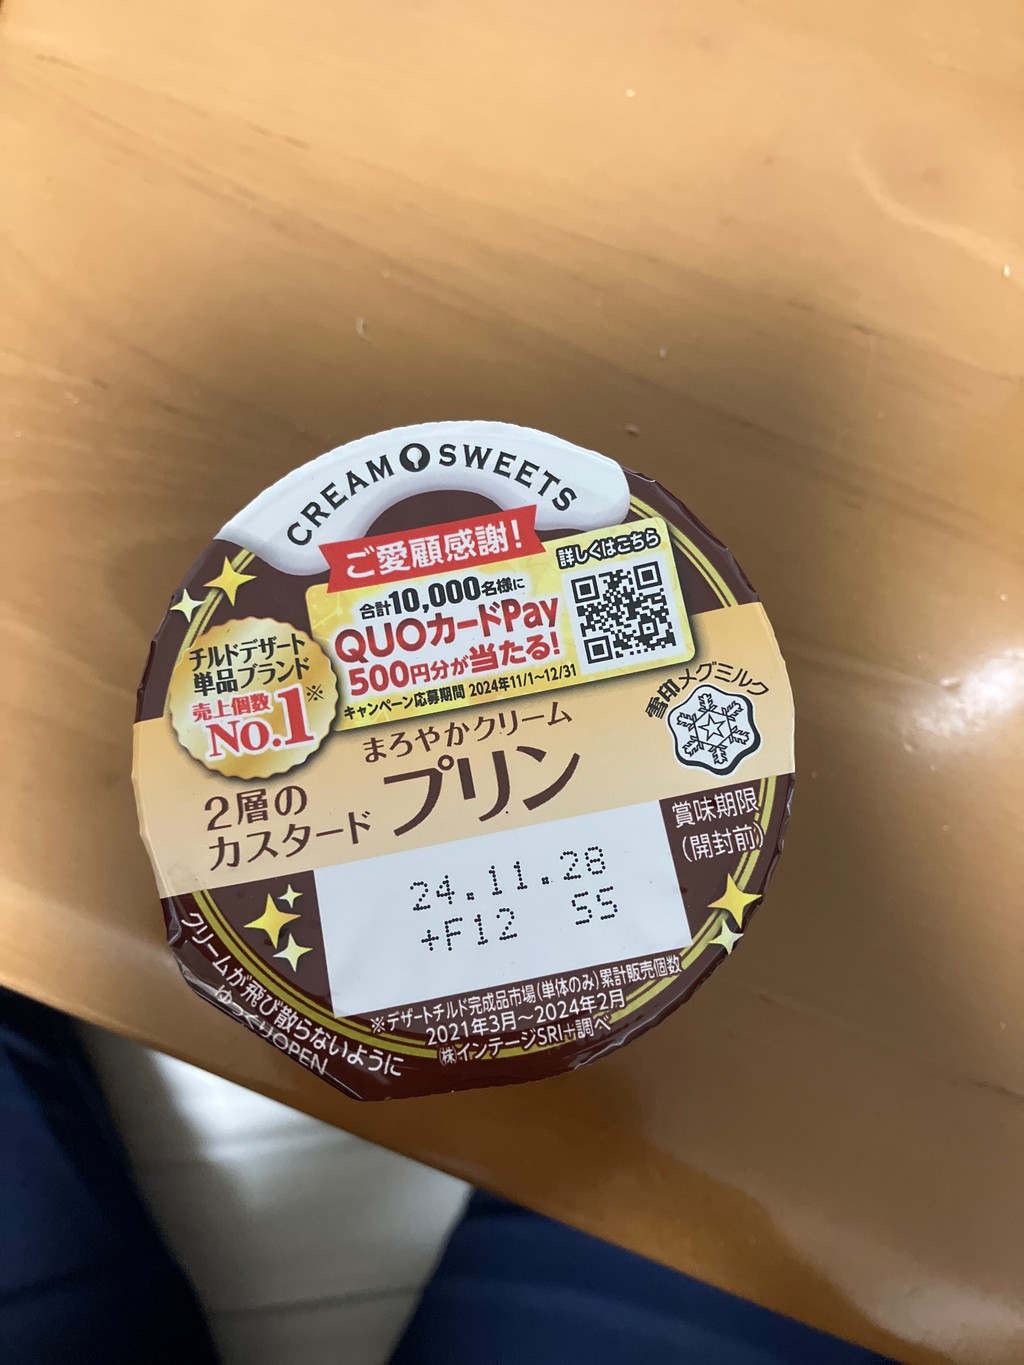 CREAM SWEETS
ご愛顧感謝!
合計10,000名様に
QUOカードPay
500円分が当たる!
キャンペーン応募期間 2024年11/1~12/31
詳しくはこちら
チルドデザート
単品ブランド
売上個数
No.1※
雪印メグミルク
まろやかクリーム
プリン
2層の
カスタード
賞味期限
(開封前)
24.11.28
+F12 55
※デザートチルド完成品市場(単体のみ)累計販売個数
2021年3月~2024年2月
㈱インテージSRI+調べ
クリームが飛び散らないように
ゆっくりOPEN